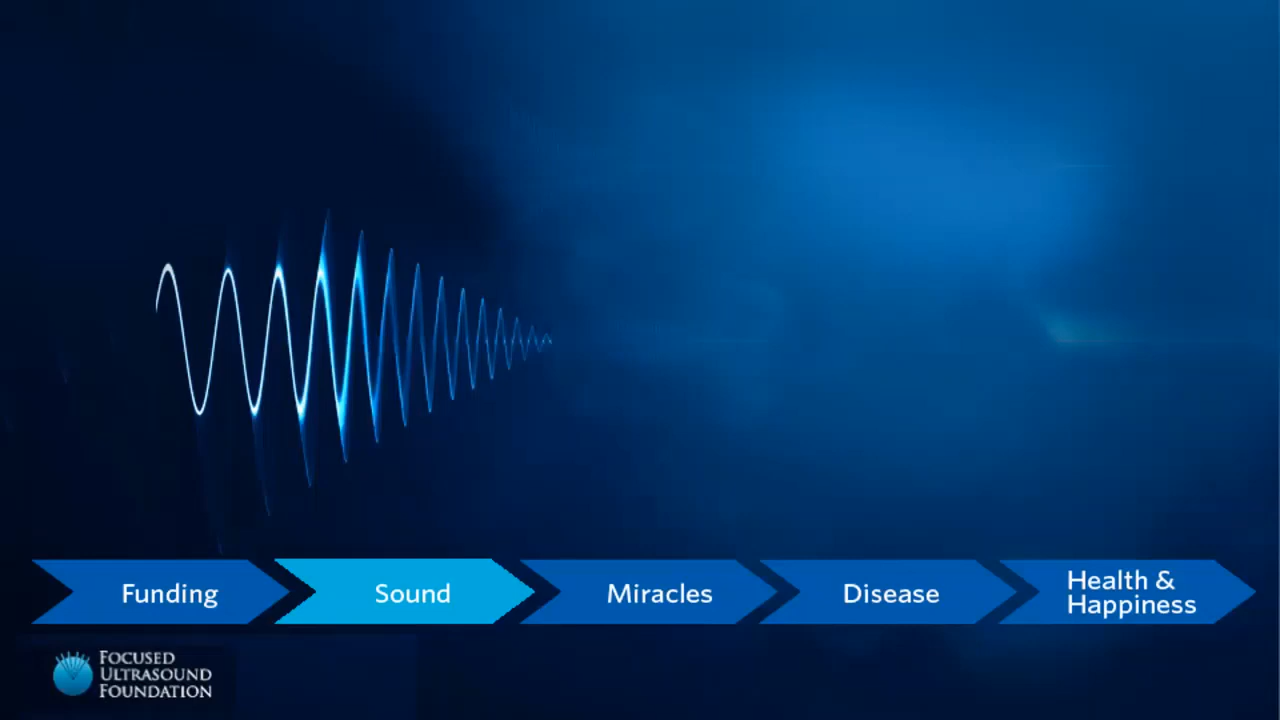 Funding
Sound
Miracles
Disease
Health &
Happiness
FOCUSED
ULTRASOUND
FOUNDATION